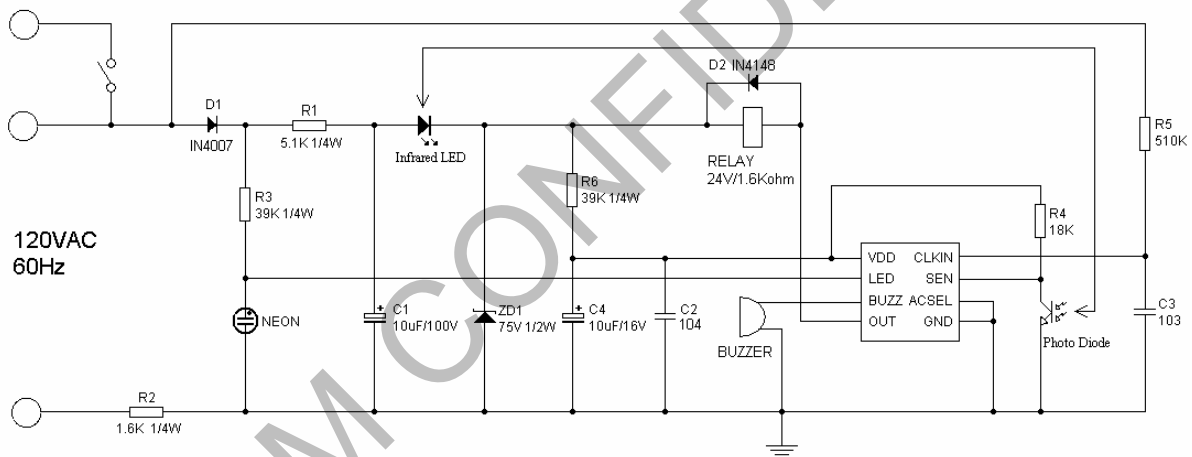 M CONFIDE
120VAC
60Hz
D1
IN4007
R1
5.1K 1/4W
Infrared LED
D2 IN4148
RELAY
24V/1.6Kohm
R5
510K
R3
39K 1/4W
R6
39K 1/4W
R4
18K
VDD CLKIN
LED SEN
BUZZ ACSEL
OUT GND
NEON
C1
10uF/100V
ZD1
75V 1/2W
C4
10uF/16V
C2
104
BUZZER
Photo Diode
C3
103
R2
1.6K 1/4W